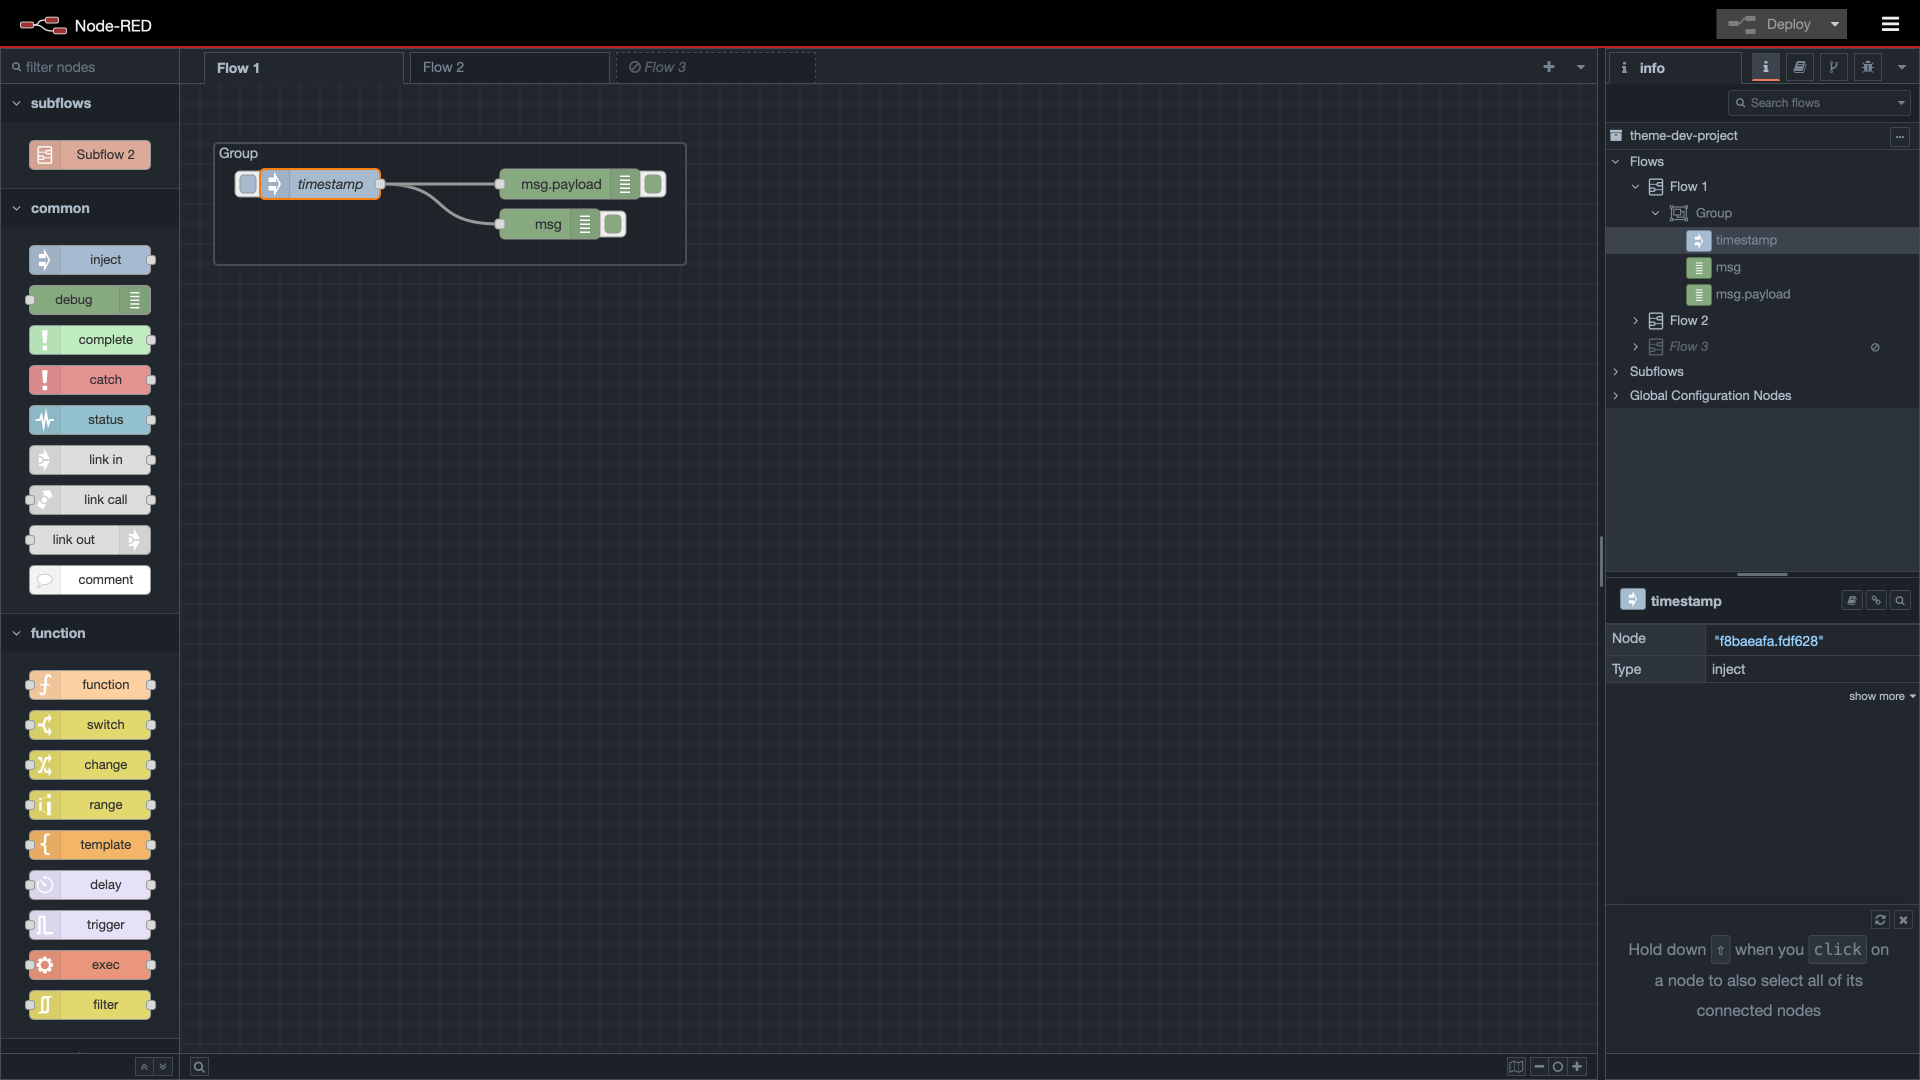 Node-RED
Deploy
filter nodes
Flow 1
Flow 2
Flow 3
info
Search flows
subflows
Subflow 2
common
inject
debug
complete
catch
status
link in
link call
link out
comment
function
function
switch
change
range
template
delay
trigger
exec
filter
Group
timestamp
msg.payload
msg
theme-dev-project
...
Flows
Flow 1
Group
timestamp
msg
msg.payload
Flow 2
Flow 3
Subflows
Global Configuration Nodes
timestamp
Node "f8baeafa.fdf628"
Type inject
show more
Hold down ⇧ when you click on
a node to also select all of its
connected nodes